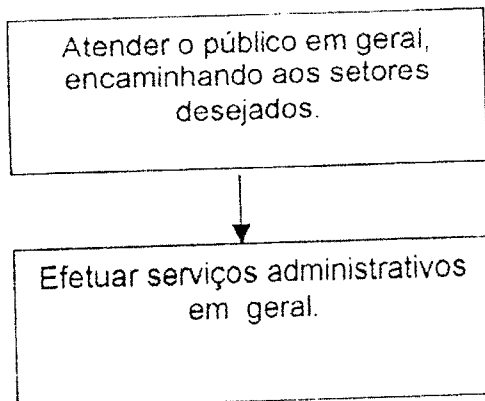 Atender o público em geral,
encaminhando aos setores
desejados.
Efetuar serviços administrativos
em geral.